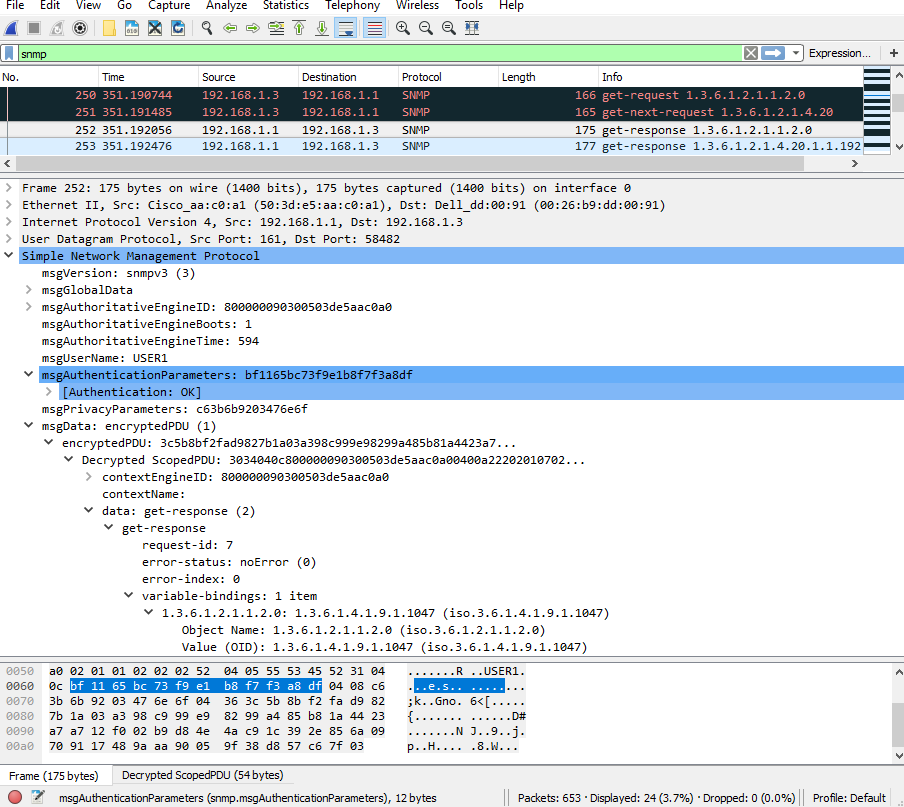 File Edit View Go Capture Analyze Statistics Telephony Wireless Tools Help
snmp Expression... +
No. Time Source Destination Protocol Length Info
250 351.190744 192.168.1.3 192.168.1.1 SNMP 166 get-request 1.3.6.1.2.1.1.2.0
251 351.191485 192.168.1.3 192.168.1.1 SNMP 165 get-next-request 1.3.6.1.2.1.4.20
252 351.192056 192.168.1.1 192.168.1.3 SNMP 175 get-response 1.3.6.1.2.1.1.2.0
253 351.192476 192.168.1.1 192.168.1.3 SNMP 177 get-response 1.3.6.1.2.1.4.20.1.1.192
Frame 252: 175 bytes on wire (1400 bits), 175 bytes captured (1400 bits) on interface 0
Ethernet II, Src: Cisco_aa:c0:a1 (50:3d:e5:aa:c0:a1), Dst: Dell_dd:00:91 (00:26:b9:dd:00:91)
Internet Protocol Version 4, Src: 192.168.1.1, Dst: 192.168.1.3
User Datagram Protocol, Src Port: 161, Dst Port: 58482
Simple Network Management Protocol
msgVersion: snmpv3 (3)
msgGlobalData
msgAuthoritativeEngineID: 800000090300503de5aac0a0
msgAuthoritativeEngineBoots: 1
msgAuthoritativeEngineTime: 594
msgUserName: USER1
msgAuthenticationParameters: bf1165bc73f9e1b8f7f3a8df
[Authentication: OK]
msgPrivacyParameters: c63b6b9203476e6f
msgData: encryptedPDU (1)
encryptedPDU: 3c5b8bf2fad9827b1a03a398c999e98299a485b81a4423a7...
Decrypted ScopedPDU: 3034040c800000090300503de5aac0a00400a22202010702...
contextEngineID: 800000090300503de5aac0a0
contextName:
data: get-response (2)
get-response
request-id: 7
error-status: noError (0)
error-index: 0
variable-bindings: 1 item
1.3.6.1.2.1.1.2.0: 1.3.6.1.4.1.9.1.1047 (iso.3.6.1.4.1.9.1.1047)
Object Name: 1.3.6.1.2.1.1.2.0 (iso.3.6.1.2.1.1.2.0)
Value (OID): 1.3.6.1.4.1.9.1.1047 (iso.3.6.1.4.1.9.1.1047)
0050 a0 02 01 01 02 02 02 52 04 05 55 53 45 52 31 04 .......R ..USER1.
0060 0c bf 11 65 bc 73 f9 e1 b8 f7 f3 a8 df 04 08 c6 ...e.s.. ........
0070 3b 6b 92 03 47 6e 6f 04 36 3c 5b 8b f2 fa d9 82 ;k..Gno. 6<[.....
0080 7b 1a 03 a3 98 c9 99 e9 82 99 a4 85 b8 1a 44 23 {....... ......D#
0090 a7 a7 12 f0 02 b9 d8 4e 4a c9 1c 39 2e 85 6a 09 .......N J..9..j.
00a0 70 91 17 48 9a aa 90 05 9f 38 d8 57 c6 7f 03 p..H.... .8.W...
Frame (175 bytes) Decrypted ScopedPDU (54 bytes)
msgAuthenticationParameters (snmp.msgAuthenticationParameters), 12 bytes Packets: 653 · Displayed: 24 (3.7%) · Dropped: 0 (0.0%) Profile: Default